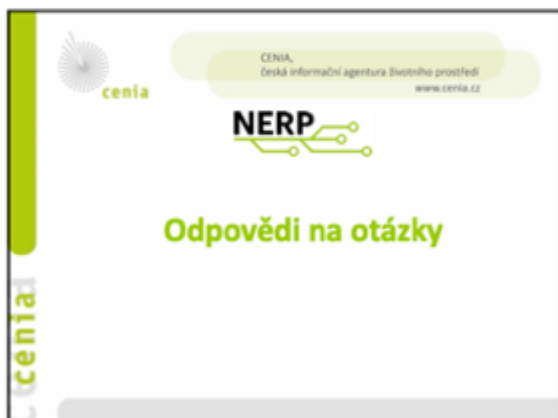 cenia
CENIA,
česká informační agentura životního prostředí
www.cenia.cz
NERP
Odpovědi na otázky
cenia